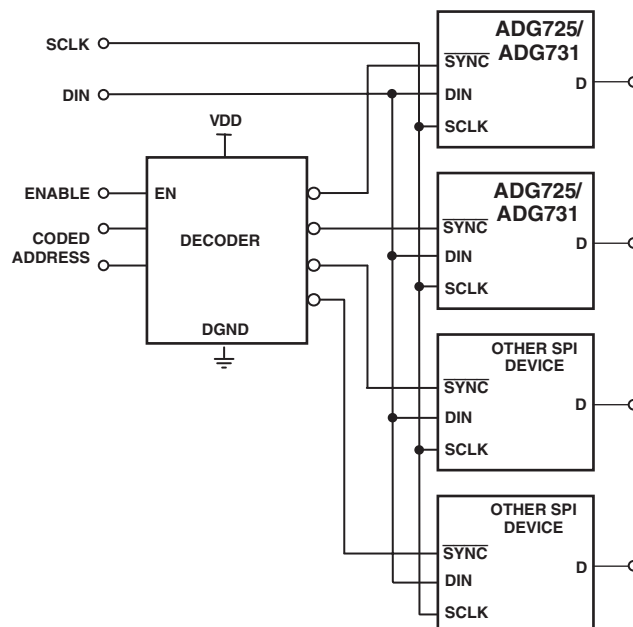 SCLK
DIN
VDD
ENABLE
EN
CODED
ADDRESS
DECODER
DGND
ADG725/
ADG731
SYNC
DIN
SCLK
D
ADG725/
ADG731
SYNC
DIN
SCLK
D
OTHER SPI
DEVICE
SYNC
DIN
SCLK
D
OTHER SPI
DEVICE
SYNC
DIN
SCLK
D